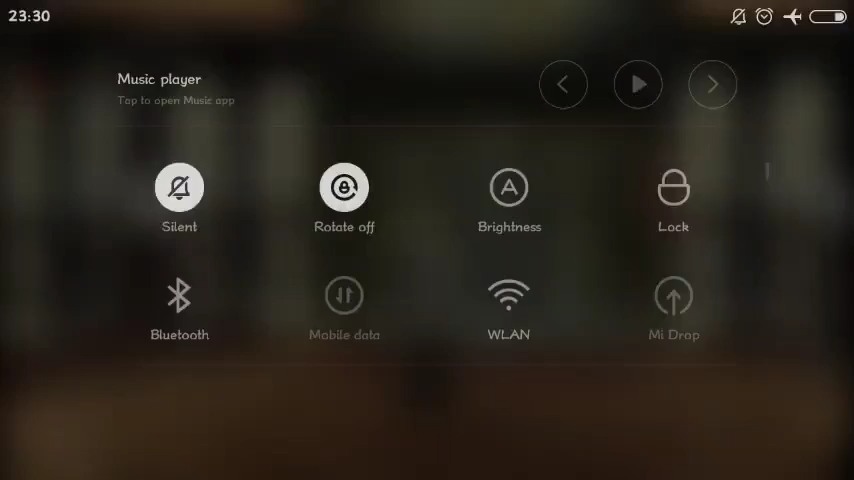 23:30
Music player
Tap to open Music app
Silent
Rotate off
Brightness
Lock
Bluetooth
Mobile data
WLAN
Mi Drop